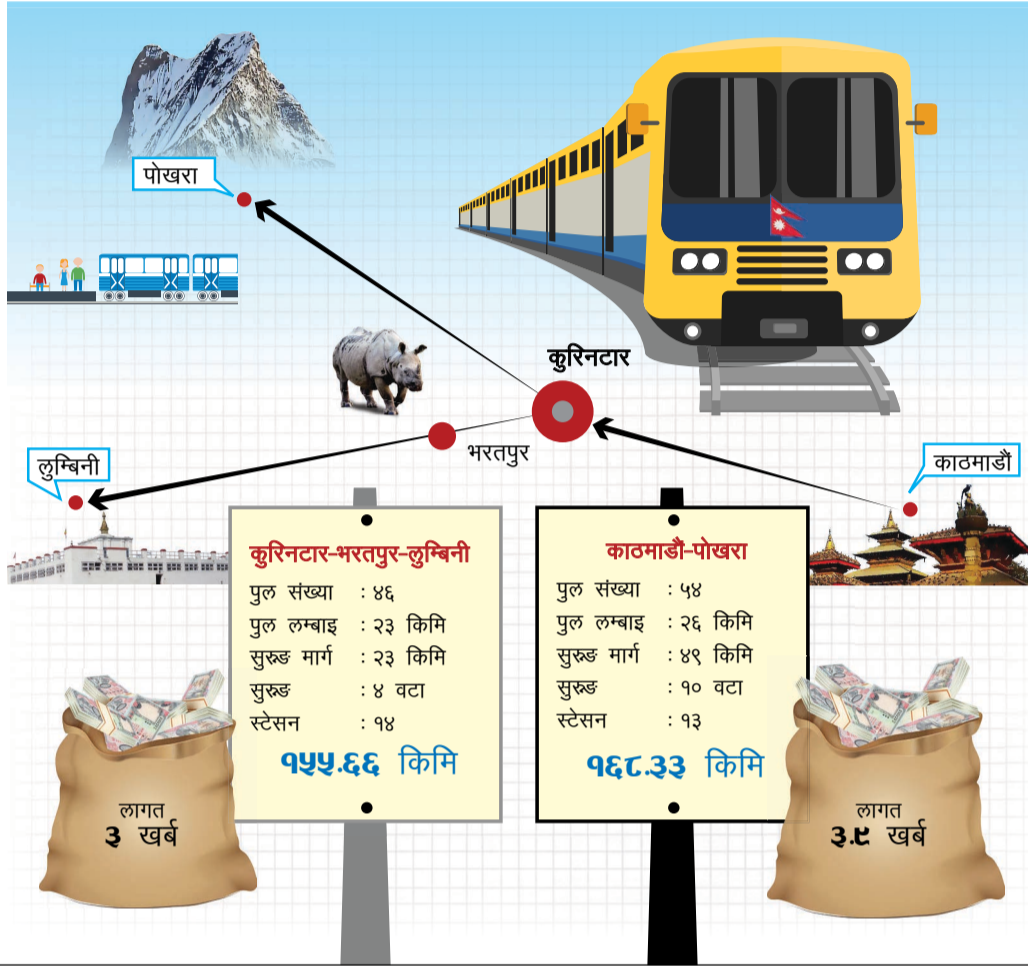 पोखरा
कुरिनटार
भरतपुर
लुम्बिनी
काठमाडौं
कुरिनटार-भरतपुर-लुम्बिनी
पुल संख्या : ४६
पुल लम्बाइ : २३ किमि
सुरुङ मार्ग : २३ किमि
सुरुङ : ४ वटा
स्टेसन : १४
१५५.६६ किमि
काठमाडौं-पोखरा
पुल संख्या : ५४
पुल लम्बाइ : २६ किमि
सुरुङ मार्ग : ४९ किमि
सुरुङ : १० वटा
स्टेसन : १३
१६८.३३ किमि
लागत
३ खर्ब
लागत
३.९ खर्ब